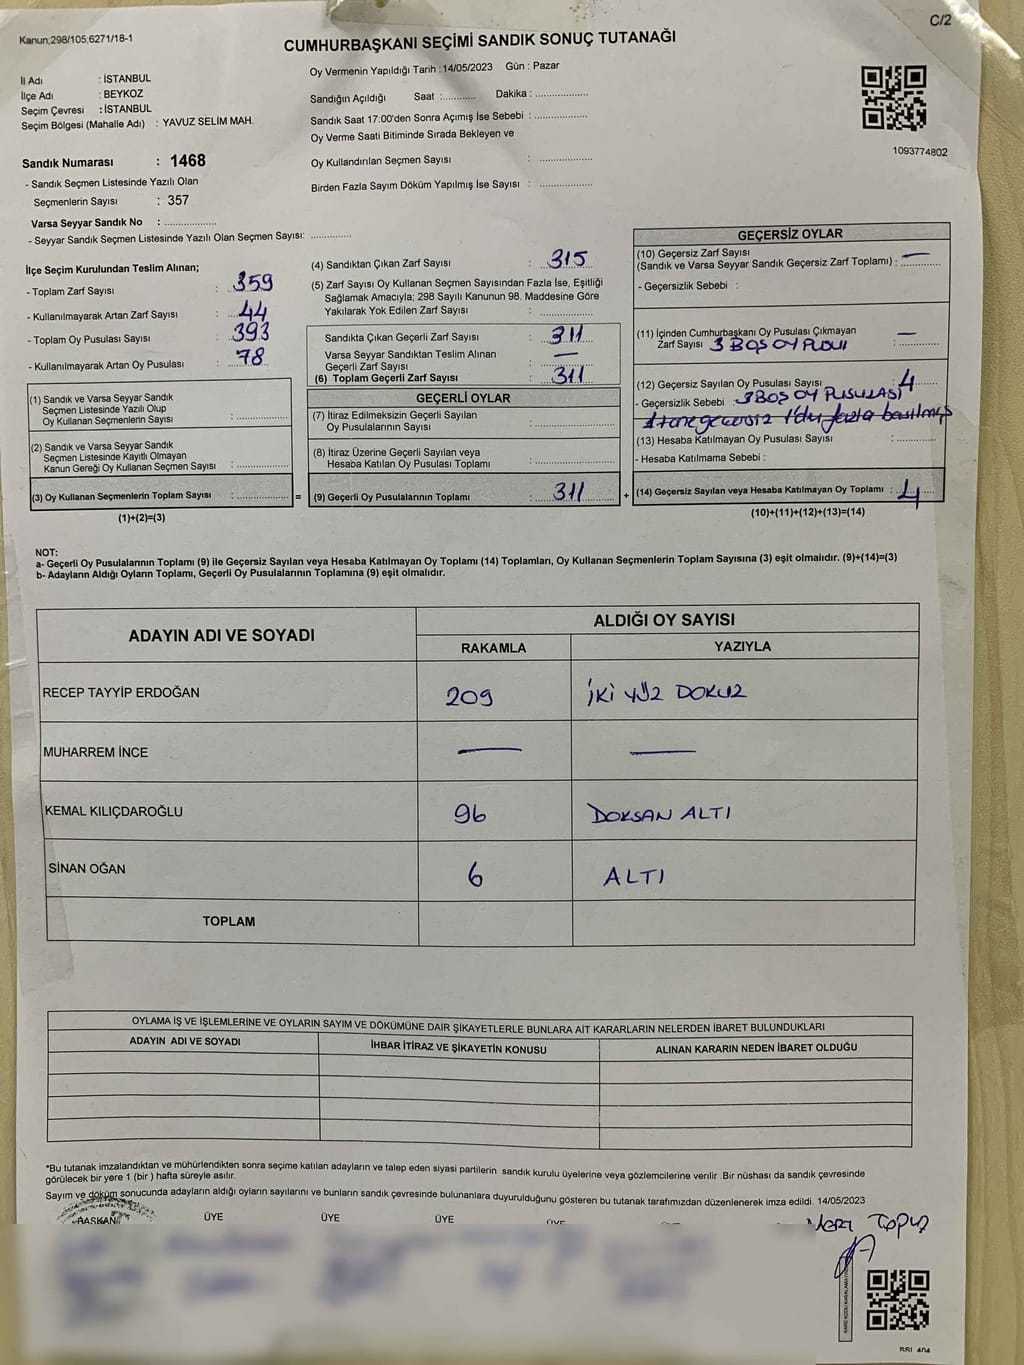 Kanun;298/105;6271/18-1
C/2
CUMHURBAŞKANI SEÇİMİ SANDIK SONUÇ TUTANAĞI
İl Adı : İSTANBUL
İlçe Adı : BEYKOZ
Seçim Çevresi : İSTANBUL
Seçim Bölgesi (Mahalle Adı) : YAVUZ SELİM MAH.
Sandık Numarası : 1468
- Sandık Seçmen Listesinde Yazılı Olan
Seçmenlerin Sayısı : 357
Varsa Seyyar Sandık No : ..................
- Seyyar Sandık Seçmen Listesinde Yazılı Olan Seçmen Sayısı: ..............
Oy Vermenin Yapıldığı Tarih :14/05/2023 Gün : Pazar
Sandığın Açıldığı Saat :........... Dakika : ..................
Sandık Saat 17:00'den Sonra Açımış İse Sebebi : ..................
Oy Verme Saati Bitiminde Sırada Bekleyen ve
Oy Kullandırılan Seçmen Sayısı : ..................
Birden Fazla Sayım Döküm Yapılmış İse Sayısı : ..................
1093774802
İlçe Seçim Kurulundan Teslim Alınan;
- Toplam Zarf Sayısı : 359
- Kullanılmayarak Artan Zarf Sayısı : 44
- Toplam Oy Pusulası Sayısı : 393
- Kullanılmayarak Artan Oy Pusulası : 78
(4) Sandıktan Çıkan Zarf Sayısı : 315
(5) Zarf Sayısı Oy Kullanan Seçmen Sayısından Fazla İse, Eşitliği
Sağlamak Amacıyla; 298 Sayılı Kanunun 98. Maddesine Göre
Yakılarak Yok Edilen Zarf Sayısı : ..................
Sandıkta Çıkan Geçerli Zarf Sayısı : 311
Varsa Seyyar Sandıktan Teslim Alınan
Geçerli Zarf Sayısı : —
(6) Toplam Geçerli Zarf Sayısı : 311
GEÇERSİZ OYLAR
(10) Geçersiz Zarf Sayısı
(Sandık ve Varsa Seyyar Sandık Geçersiz Zarf Toplamı) : —
- Geçersizlik Sebebi :
(11) İçinden Cumhurbaşkanı Oy Pusulası Çıkmayan
Zarf Sayısı 3 BOŞ OY : —
(12) Geçersiz Sayılan Oy Pusulası Sayısı : 4
- Geçersizlik Sebebi : 3 BOŞ OY PUSULASI
1 tane geçersiz 1'du fazla basılmış
(13) Hesaba Katılmayan Oy Pusulası Sayısı : ............
- Hesaba Katılmama Sebebi :
(14) Geçersiz Sayılan veya Hesaba Katılmayan Oy Toplamı : 4
(10)+(11)+(12)+(13)=(14)
(1) Sandık ve Varsa Seyyar Sandık
Seçmen Listesinde Yazılı Olup
Oy Kullanan Seçmenlerin Sayısı : ..................
(2) Sandık ve Varsa Seyyar Sandık
Seçmen Listesinde Kayıtlı Olmayan
Kanun Gereği Oy Kullanan Seçmen Sayısı : ..................
(3) Oy Kullanan Seçmenlerin Toplam Sayısı : .................. =
(1)+(2)=(3)
GEÇERLİ OYLAR
(7) İtiraz Edilmeksizin Geçerli Sayılan
Oy Pusulalarının Sayısı : ..................
(8) İtiraz Üzerine Geçerli Sayılan veya
Hesaba Katılan Oy Pusulası Toplamı : ..................
(9) Geçerli Oy Pusulalarının Toplamı : 311 +
NOT:
a- Geçerli Oy Pusulalarının Toplamı (9) ile Geçersiz Sayılan veya Hesaba Katılmayan Oy Toplamı (14) Toplamları, Oy Kullanan Seçmenlerin Toplam Sayısına (3) eşit olmalıdır. (9)+(14)=(3)
b- Adayların Aldığı Oyların Toplamı, Geçerli Oy Pusulalarının Toplamına (9) eşit olmalıdır.
ADAYIN ADI VE SOYADI
ALDIĞI OY SAYISI
RAKAMLA YAZIYLA
RECEP TAYYİP ERDOĞAN 209 İKİ YÜZ DOKUZ
MUHARREM İNCE — —
KEMAL KILIÇDAROĞLU 96 DOKSAN ALTI
SİNAN OĞAN 6 ALTI
TOPLAM
OYLAMA İŞ VE İŞLEMLERİNE VE OYLARIN SAYIM VE DÖKÜMÜNE DAİR ŞİKAYETLERLE BUNLARA AİT KARARLARIN NELERDEN İBARET BULUNDUKLARI
ADAYIN ADI VE SOYADI İHBAR İTİRAZ VE ŞİKAYETİN KONUSU ALINAN KARARIN NEDEN İBARET OLDUĞU
*Bu tutanak imzalandıktan ve mühürlendikten sonra seçime katılan adayların ve talep eden siyasi partilerin sandık kurulu üyelerine veya gözlemcilerine verilir Bir nüshası da sandık çevresinde
görülecek bir yere 1 (bir ) hafta süreyle asılır.
Sayım ve döküm sonucunda adayların aldığı oyların sayılarını ve bunların sandık çevresinde bulunanlara duyurulduğunu gösteren bu tutanak tarafımızdan düzenlenerek imza edildi. 14/05/2023
BAŞKAN ÜYE ÜYE ÜYE ÜYE ÜYE